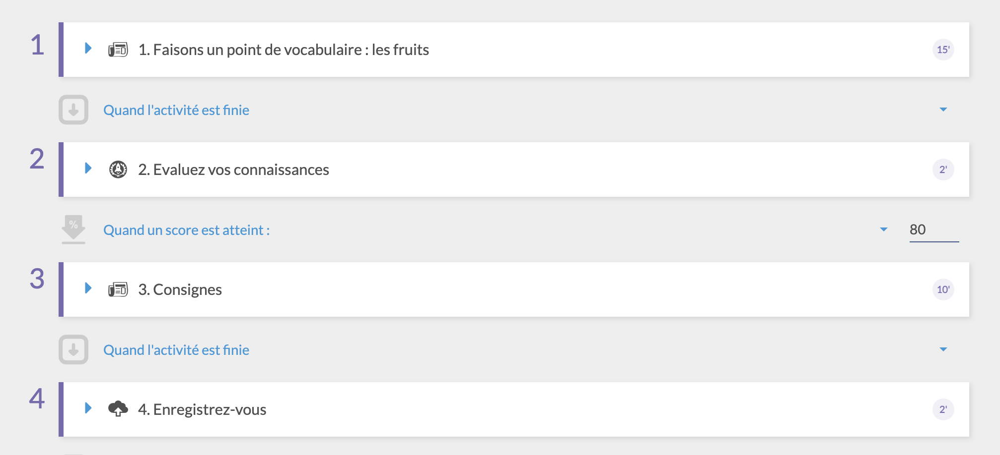 1
1. Faisons un point de vocabulaire : les fruits
15'
Quand l'activité est finie
2
2. Evaluez vos connaissances
2'
%
Quand un score est atteint :
80
3
3. Consignes
10'
Quand l'activité est finie
4
4. Enregistrez-vous
2'